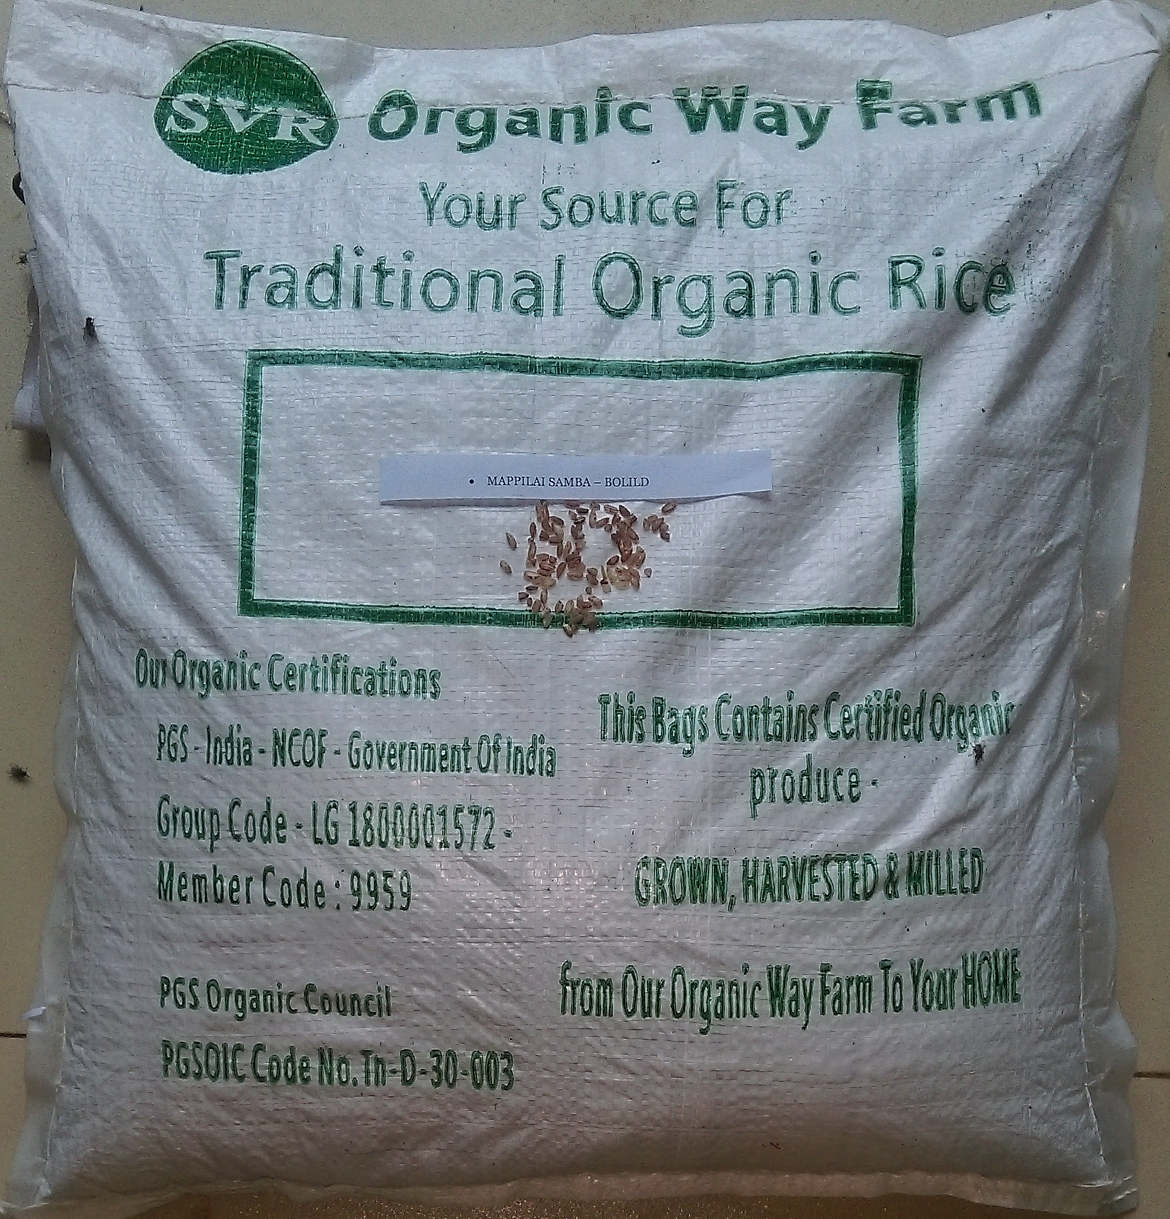 SVR Organic Way Farm
Your Source For
Traditional Organic Rice
• MAPPILAI SAMBA – BOLILD
Our Organic Certifications
PGS - India - NCOF - Government Of India
Group Code - LG 1800001572 -
Member Code : 9959
PGS Organic Council
PGSOIC Code No. Th-D-30-003
This Bags Contains Certified Organic
produce -
GROWN, HARVESTED & MILLED
from Our Organic Way Farm To Your HOME